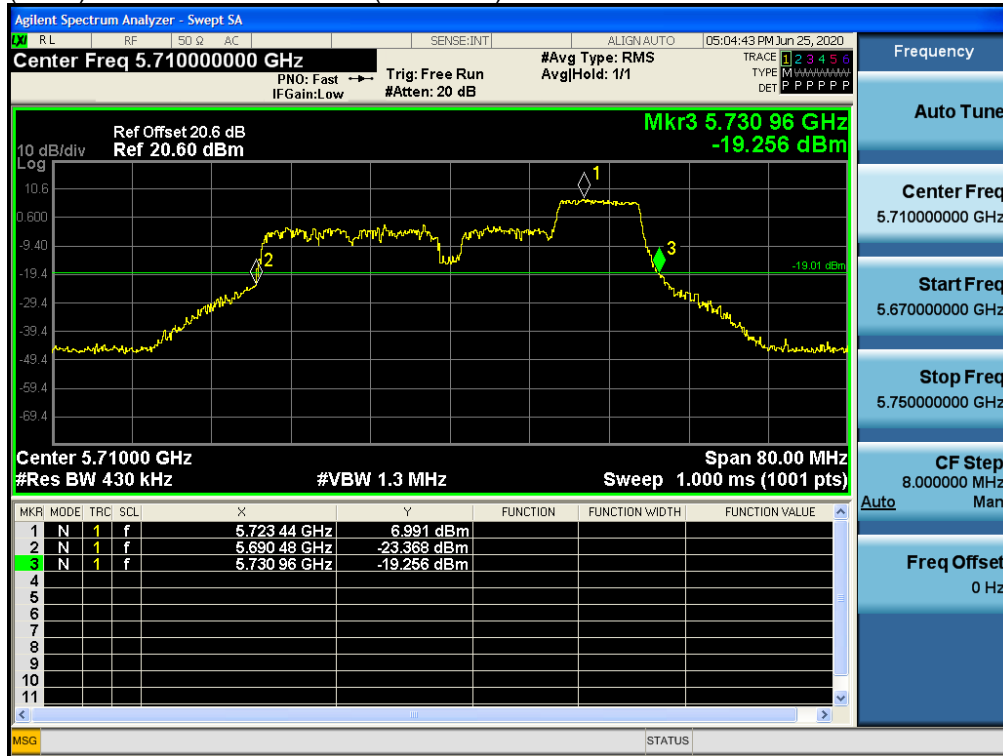 Agilent Spectrum Analyzer - Swept SA
LXI RL RF 50 Ω AC SENSE:INT ALIGN AUTO 05:04:43 PM Jun 25, 2020
Center Freq 5.710000000 GHz
PNO: Fast
IFGain:Low
Trig: Free Run
#Atten: 20 dB
#Avg Type: RMS
Avg|Hold: 1/1
TRACE 1 2 3 4 5 6
TYPE M WWWWW
DET P P P P P P
Mkr3 5.730 96 GHz
-19.256 dBm
Ref Offset 20.6 dB
10 dB/div Ref 20.60 dBm
Log
10.6
0.600
-9.40
-19.4
-29.4
-39.4
-49.4
-59.4
-69.4
1
2
3
-19.01 dBm
Center 5.71000 GHz Span 80.00 MHz
#Res BW 430 kHz #VBW 1.3 MHz Sweep 1.000 ms (1001 pts)
MKR MODE TRC SCL X Y FUNCTION FUNCTION WIDTH FUNCTION VALUE
1 N 1 f 5.723 44 GHz 6.991 dBm
2 N 1 f 5.690 48 GHz -23.368 dBm
3 N 1 f 5.730 96 GHz -19.256 dBm
4
5
6
7
8
9
10
11
MSG STATUS
Frequency
Auto Tune
Center Freq
5.710000000 GHz
Start Freq
5.670000000 GHz
Stop Freq
5.750000000 GHz
CF Step
8.000000 MHz
Auto Man
Freq Offset
0 Hz